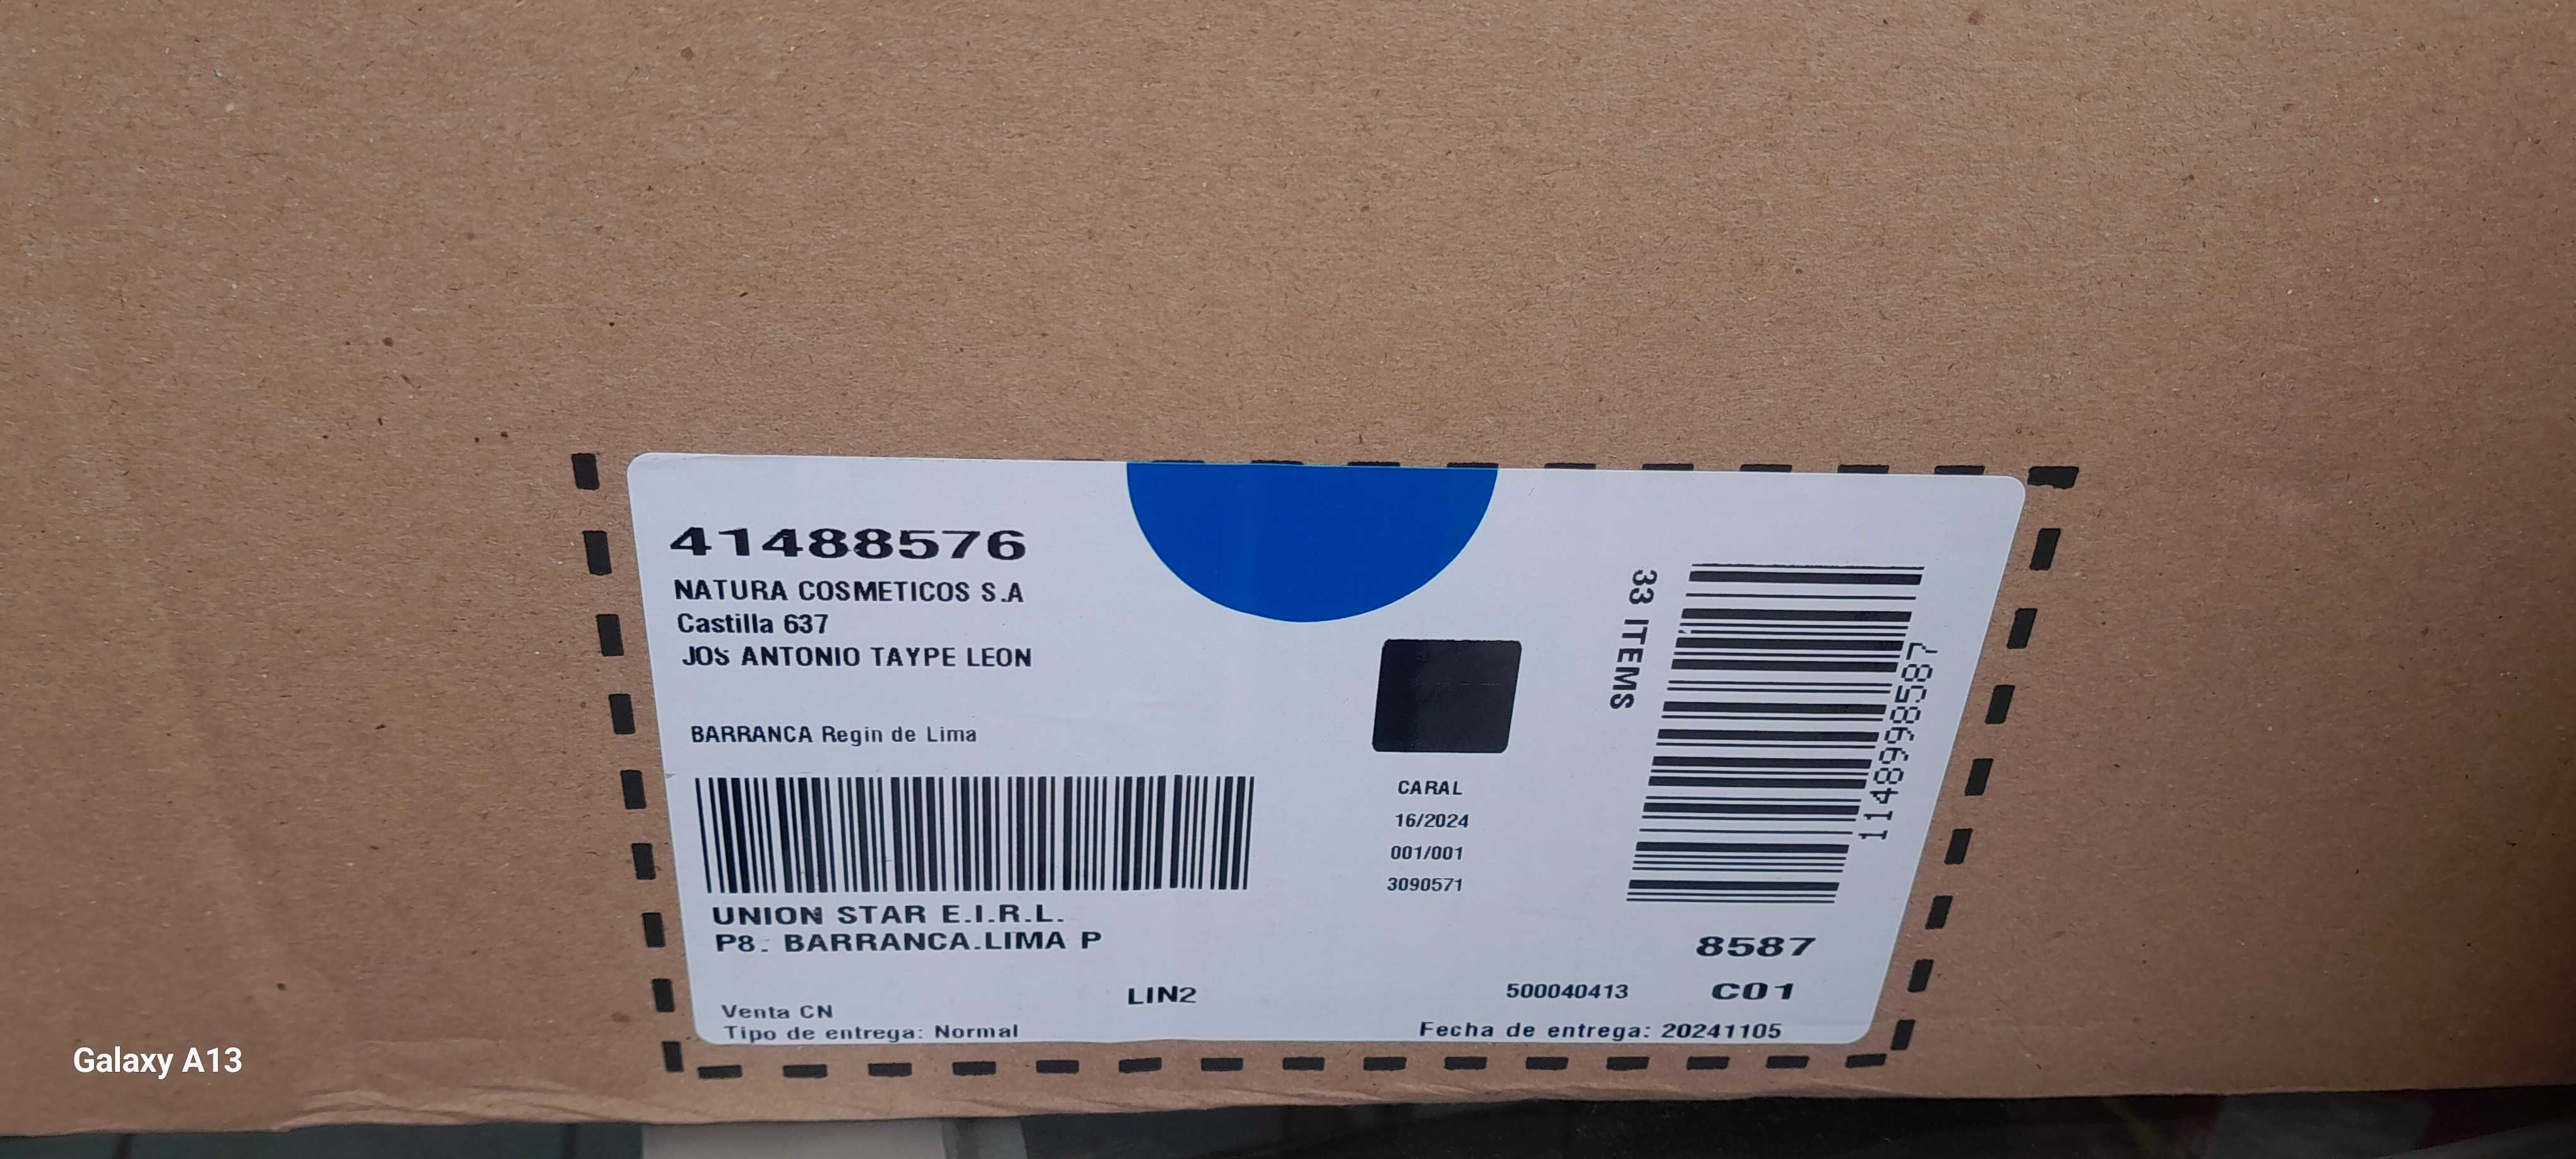 41488576
NATURA COSMETICOS S.A
Castilla 637
JOS ANTONIO TAYPE LEON
BARRANCA Regin de Lima
UNION STAR E.I.R.L.
P8. BARRANCA.LIMA P
Venta CN
Tipo de entrega: Normal
LIN2
CARAL
16/2024
001/001
3090571
33 ITEMS
11489698587
8587
500040413 C01
Fecha de entrega: 20241105
Galaxy A13